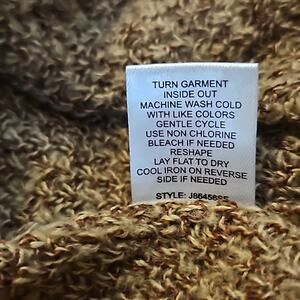 TURN GARMENT
INSIDE OUT
MACHINE WASH COLD
WITH LIKE COLORS
GENTLE CYCLE
USE NON CHLORINE
BLEACH IF NEEDED
RESHAPE
LAY FLAT TO DRY
COOL IRON ON REVERSE
SIDE IF NEEDED
STYLE: